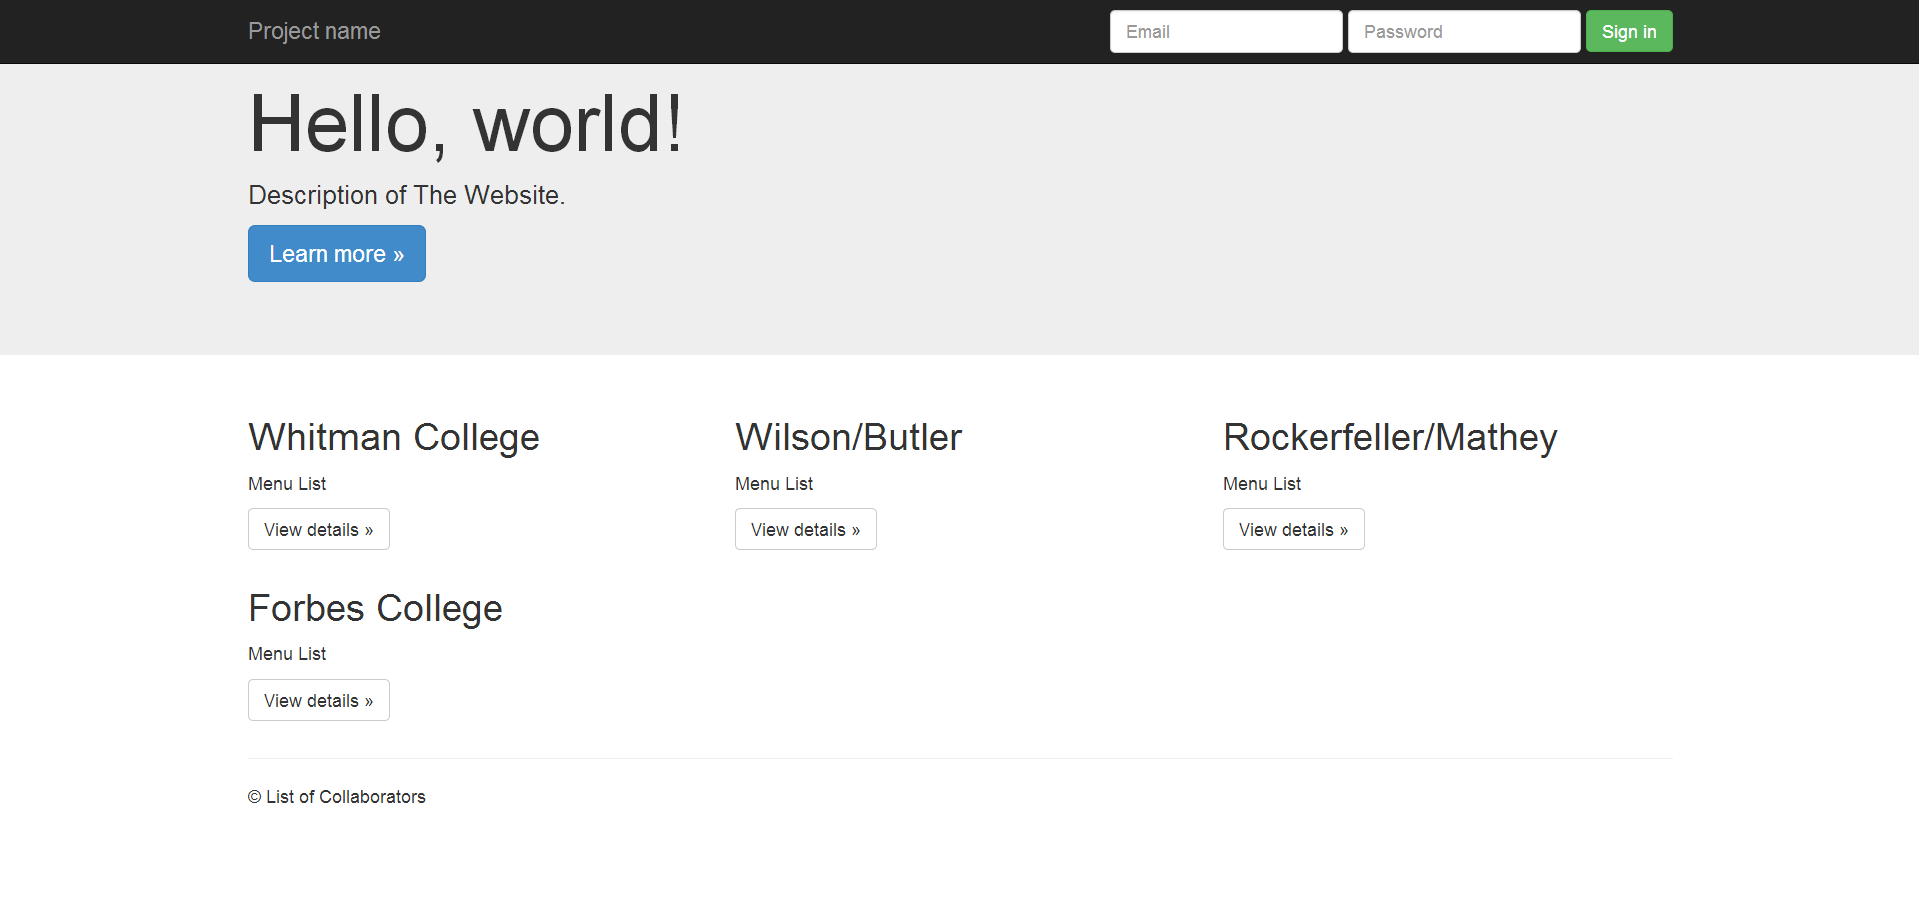 Project name Email Password Sign in
Hello, world!
Description of The Website.
Learn more »
Whitman College Wilson/Butler Rockerfeller/Mathey
Menu List Menu List Menu List
View details » View details » View details »
Forbes College
Menu List
View details »
© List of Collaborators